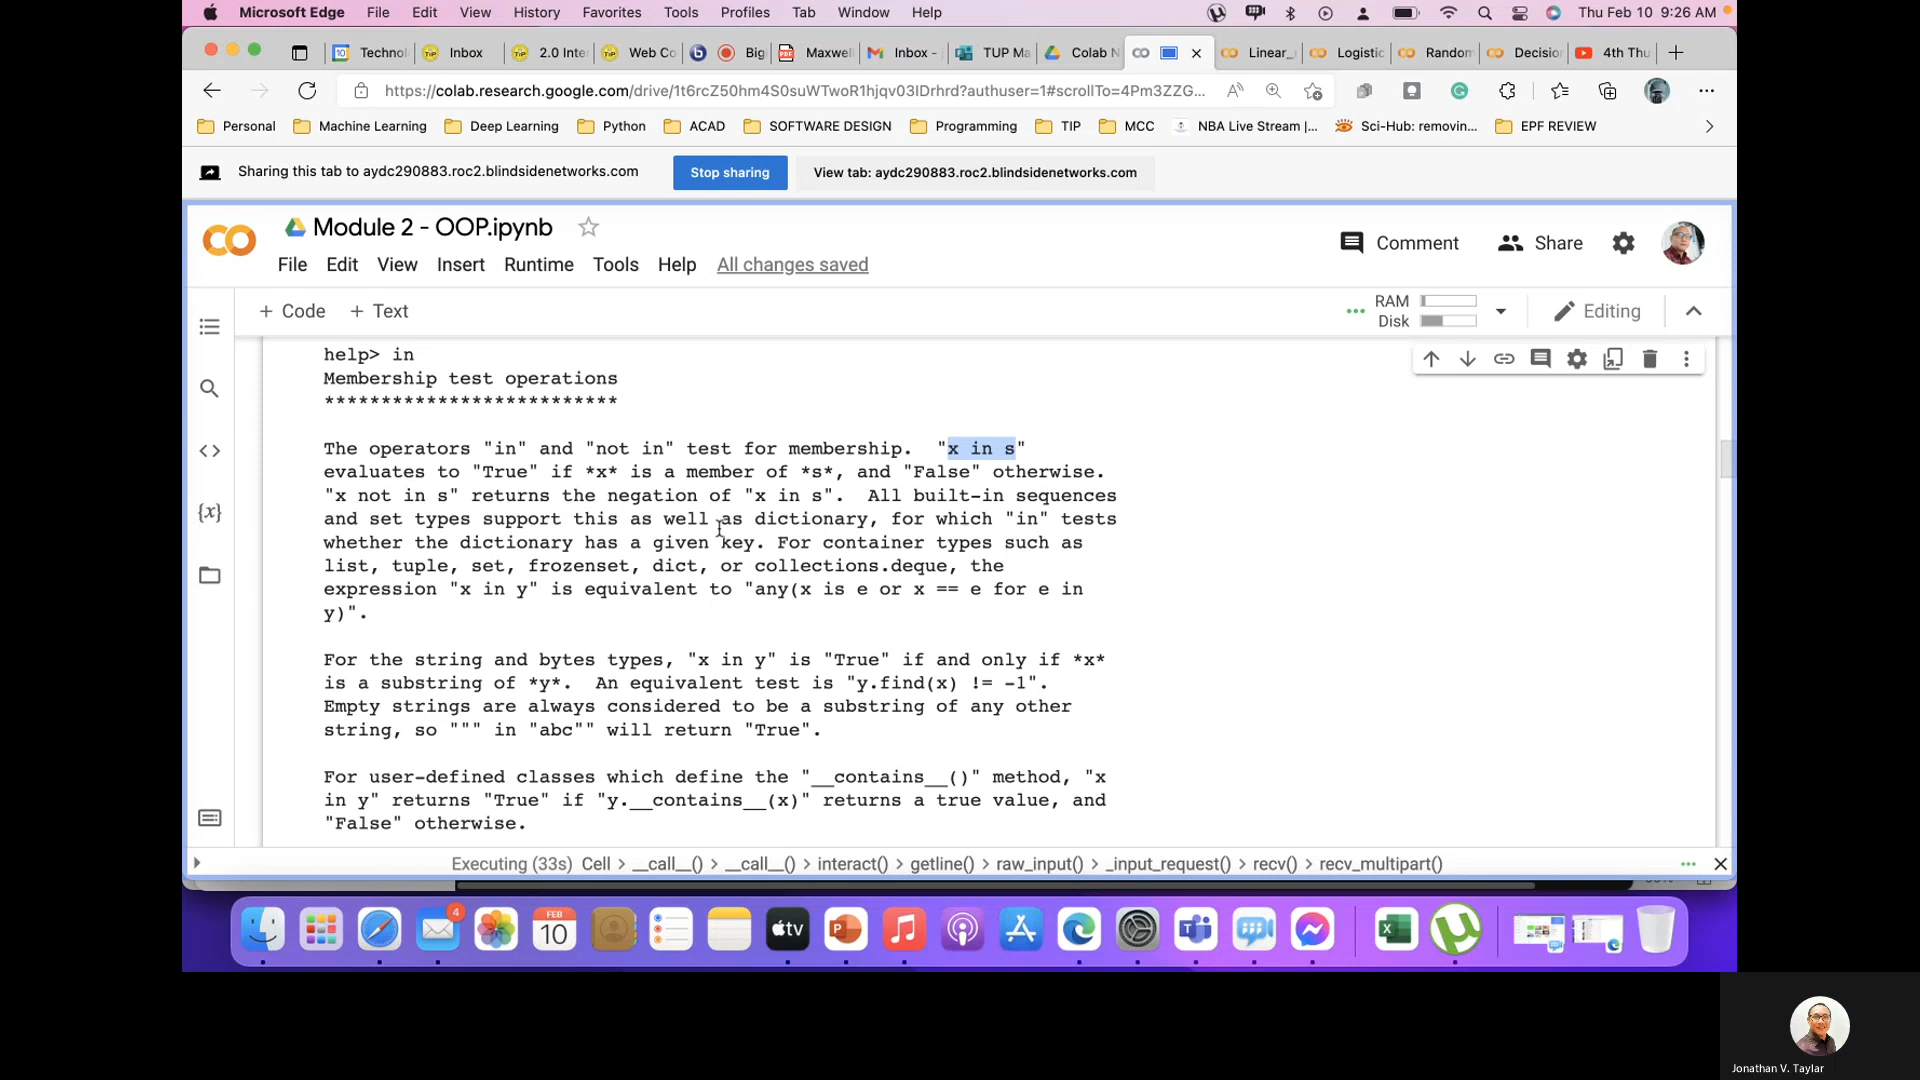 Microsoft Edge File Edit View History Favorites Tools Profiles Tab Window Help Thu Feb 10 9:26 AM
10 Technol TIP Inbox TIP 2.0 Inte TIP Web Co b Big PDF Maxwel Inbox - TUP Ma Colab N Linear_ Logistic Random Decisio 4th Thu
https://colab.research.google.com/drive/1t6rcZ50hm4S0suWTwoR1hjqv03IDrhrd?authuser=1#scrollTo=4Pm3ZZG...
Personal Machine Learning Deep Learning Python ACAD SOFTWARE DESIGN Programming TIP MCC NBA Live Stream |... Sci-Hub: removin... EPF REVIEW
Sharing this tab to aydc290883.roc2.blindsidenetworks.com Stop sharing View tab: aydc290883.roc2.blindsidenetworks.com
Module 2 - OOP.ipynb
Comment Share
File Edit View Insert Runtime Tools Help All changes saved
+ Code + Text RAM Disk Editing
help> in
Membership test operations
**************************
The operators "in" and "not in" test for membership.  "x in s"
evaluates to "True" if *x* is a member of *s*, and "False" otherwise.
"x not in s" returns the negation of "x in s".  All built-in sequences
and set types support this as well as dictionary, for which "in" tests
whether the dictionary has a given key. For container types such as
list, tuple, set, frozenset, dict, or collections.deque, the
expression "x in y" is equivalent to "any(x is e or x == e for e in
y)".
For the string and bytes types, "x in y" is "True" if and only if *x*
is a substring of *y*.  An equivalent test is "y.find(x) != -1".
Empty strings are always considered to be a substring of any other
string, so """ in "abc"" will return "True".
For user-defined classes which define the "__contains__()" method, "x
in y" returns "True" if "y.__contains__(x)" returns a true value, and
"False" otherwise.
Executing (33s) Cell > __call__() > __call__() > interact() > getline() > raw_input() > _input_request() > recv() > recv_multipart()
4 FEB 10 tv
Jonathan V. Taylar